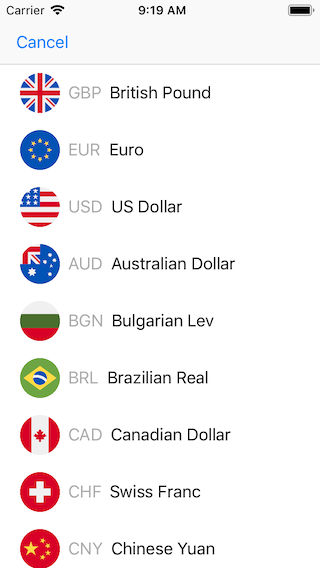 Carrier 9:19 AM
Cancel
GBP British Pound
EUR Euro
USD US Dollar
AUD Australian Dollar
BGN Bulgarian Lev
BRL Brazilian Real
CAD Canadian Dollar
CHF Swiss Franc
CNY Chinese Yuan